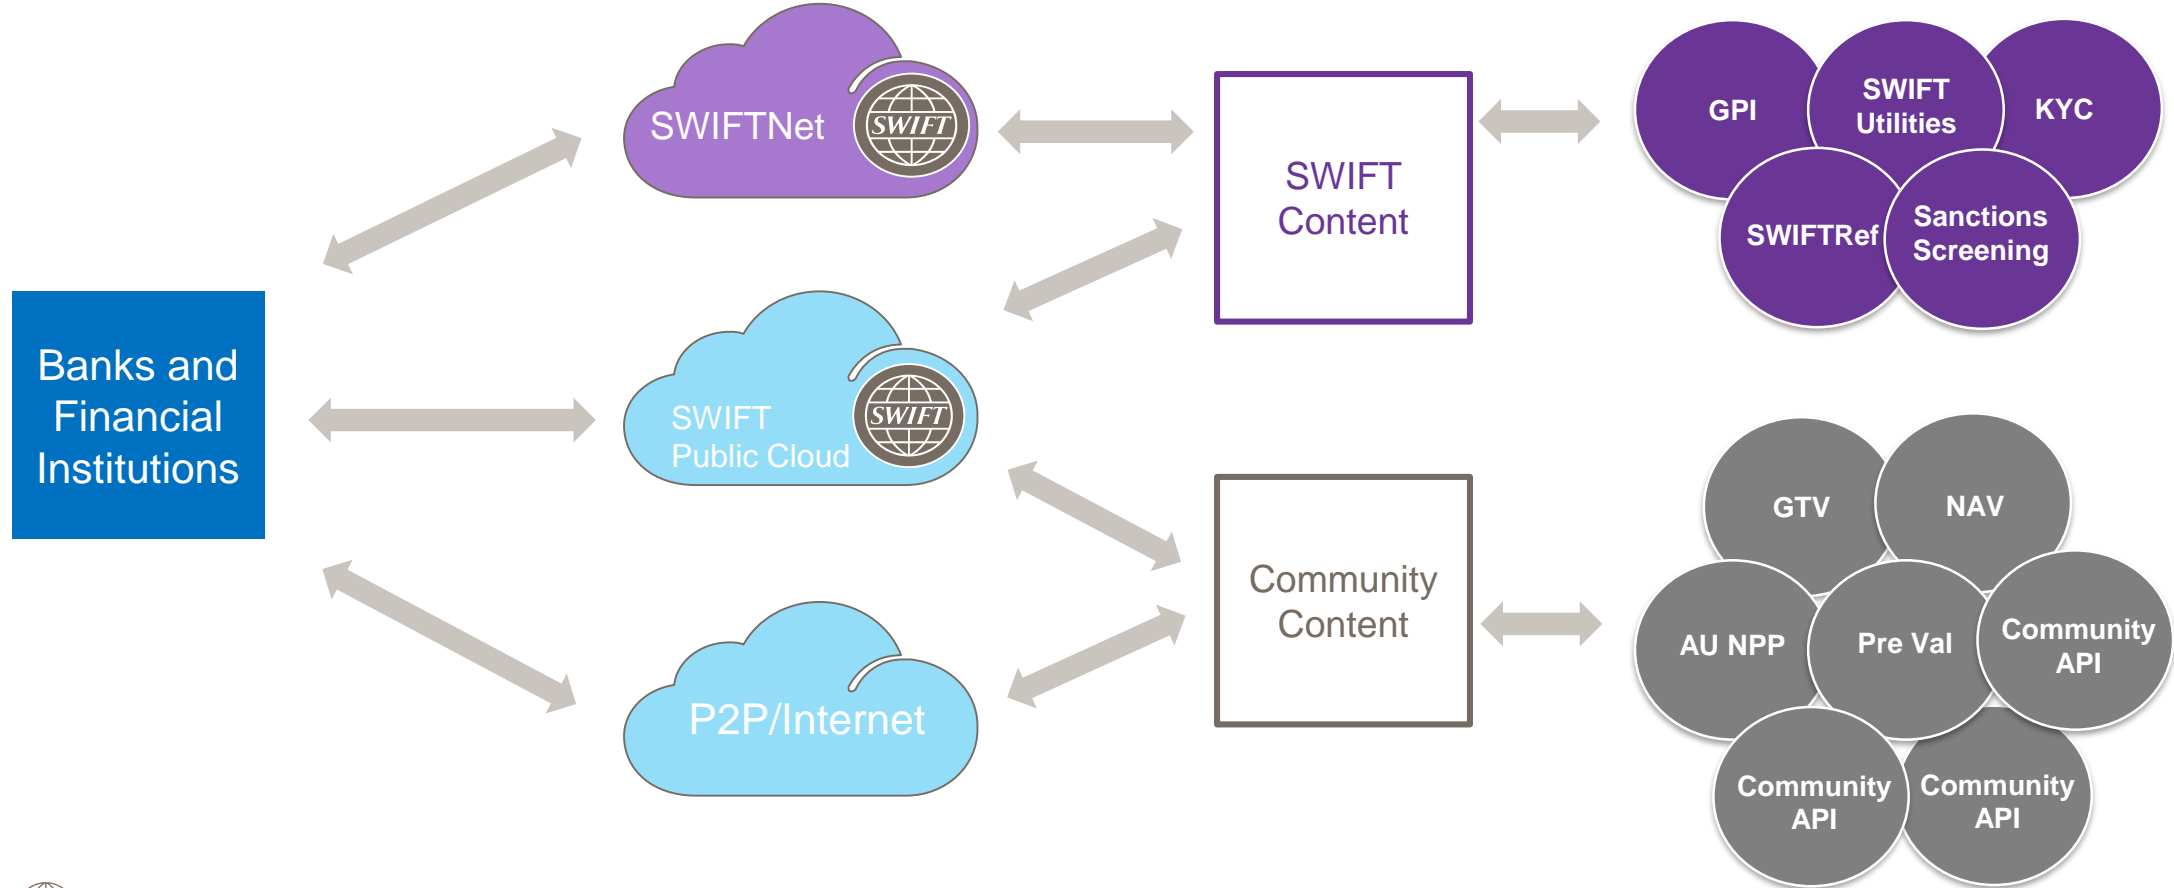 Banks and
Financial
Institutions
SWIFTNet
SWIFT
SWIFT
Public Cloud
SWIFT
P2P/Internet
SWIFT
Content
Community
Content
GPI
SWIFT
Utilities
KYC
SWIFTRef
Sanctions
Screening
GTV
NAV
AU NPP
Pre Val
Community
API
Community
API
Community
API